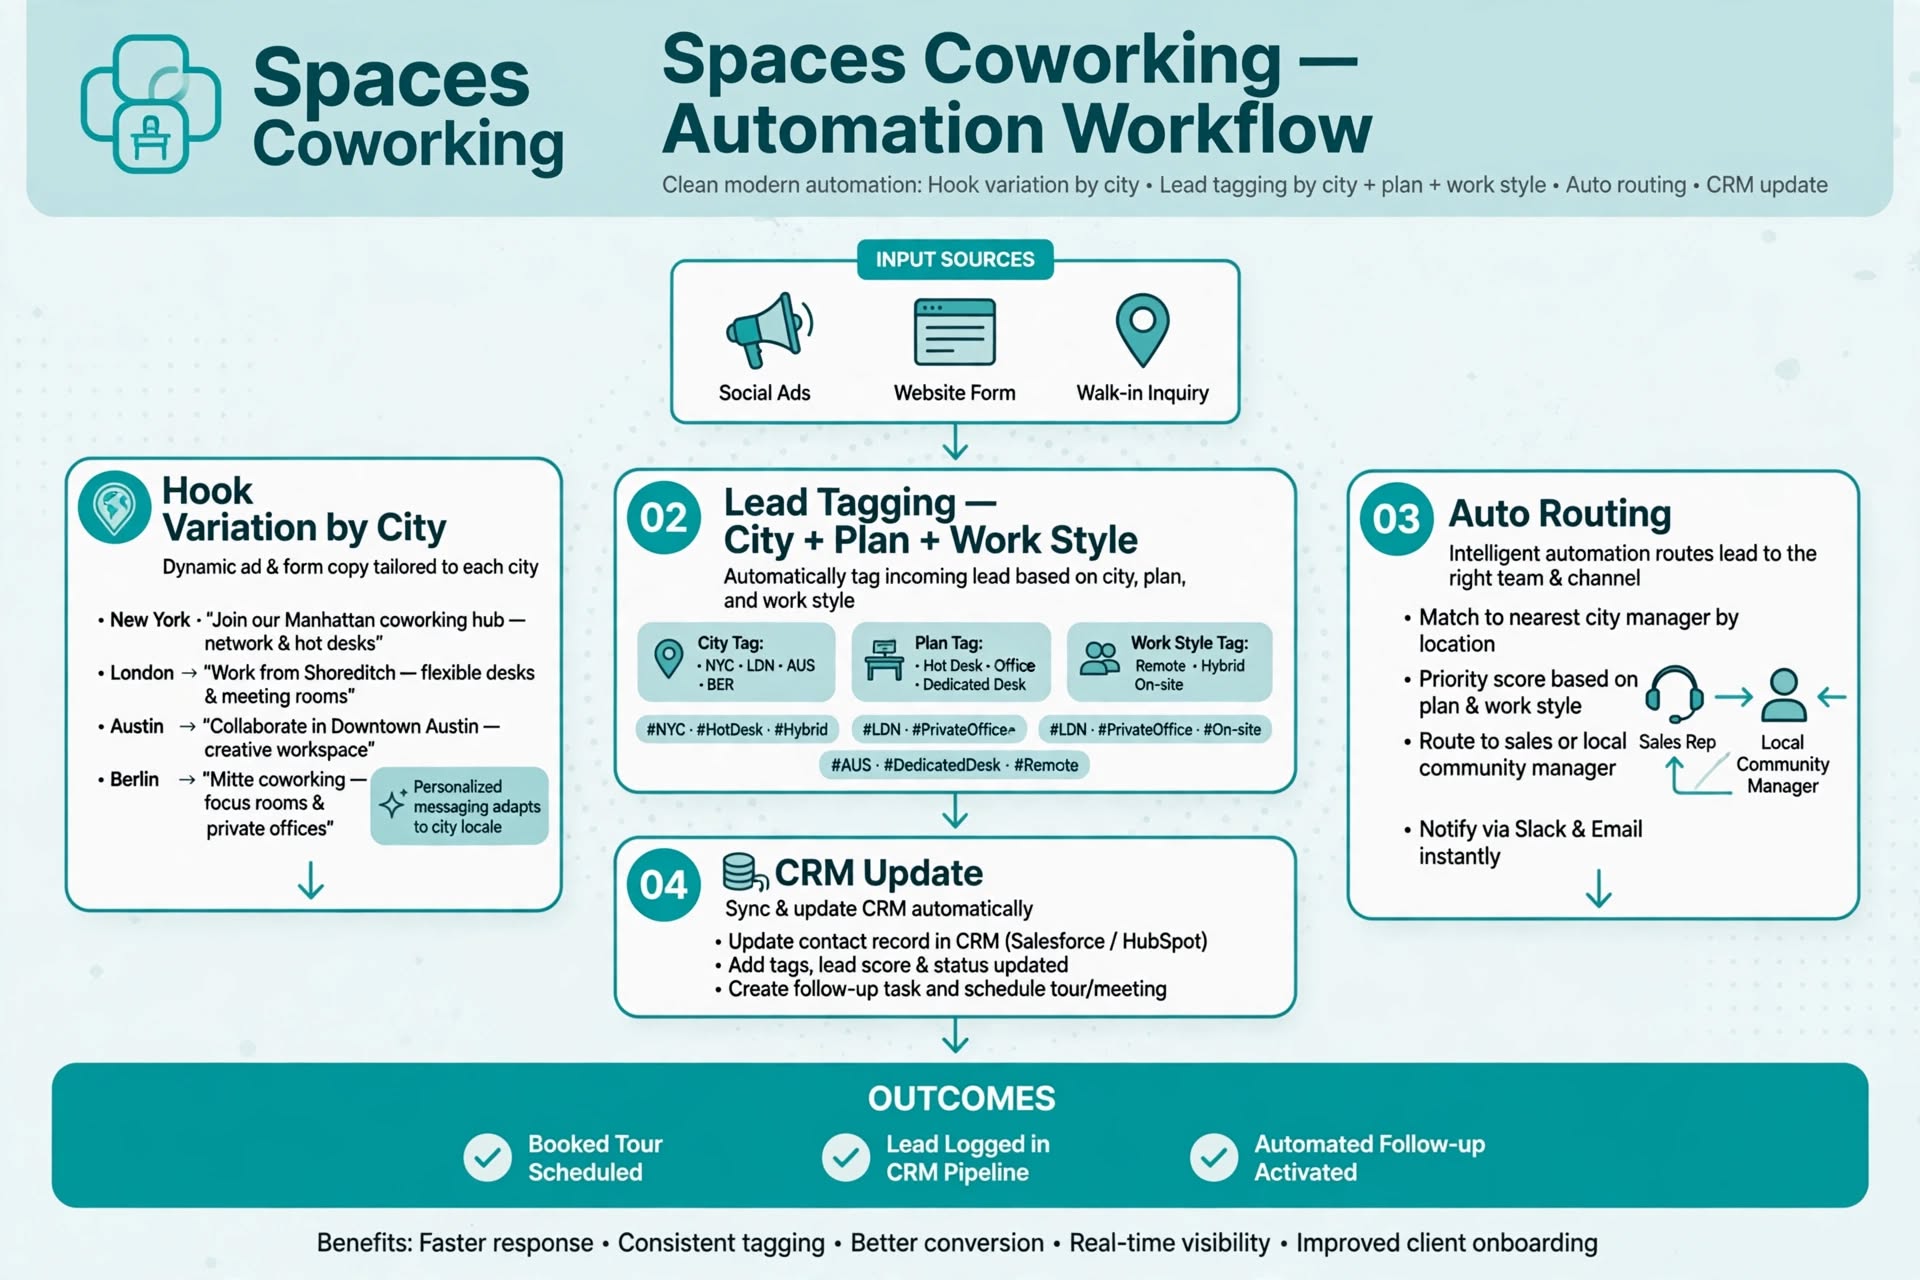 Spaces
Coworking
Spaces Coworking —
Automation Workflow
Clean modern automation: Hook variation by city • Lead tagging by city + plan + work style • Auto routing • CRM update
INPUT SOURCES
Social Ads
Website Form
Walk-in Inquiry
Hook
Variation by City
Dynamic ad & form copy tailored to each city
• New York · "Join our Manhattan coworking hub —
network & hot desks"
• London → "Work from Shoreditch — flexible desks
& meeting rooms"
• Austin → "Collaborate in Downtown Austin —
creative workspace"
• Berlin → "Mitte coworking —
focus rooms &
private offices"
Personalized
messaging adapts
to city locale
02
Lead Tagging —
City + Plan + Work Style
Automatically tag incoming lead based on city, plan,
and work style
City Tag:
• NYC • LDN • AUS
• BER
Plan Tag:
• Hot Desk • Office
• Dedicated Desk
Work Style Tag:
Remote • Hybrid
On-site
#NYC · #HotDesk · #Hybrid
#LDN · #PrivateOffice
#LDN · #PrivateOffice · #On-site
#AUS · #DedicatedDesk · #Remote
03
Auto Routing
Intelligent automation routes lead to the
right team & channel
• Match to nearest city manager by
location
• Priority score based on
plan & work style
• Route to sales or local
community manager
• Notify via Slack & Email
instantly
Sales Rep
Local
Community
Manager
04
CRM Update
Sync & update CRM automatically
• Update contact record in CRM (Salesforce / HubSpot)
• Add tags, lead score & status updated
• Create follow-up task and schedule tour/meeting
OUTCOMES
Booked Tour
Scheduled
Lead Logged in
CRM Pipeline
Automated Follow-up
Activated
Benefits: Faster response • Consistent tagging • Better conversion • Real-time visibility • Improved client onboarding